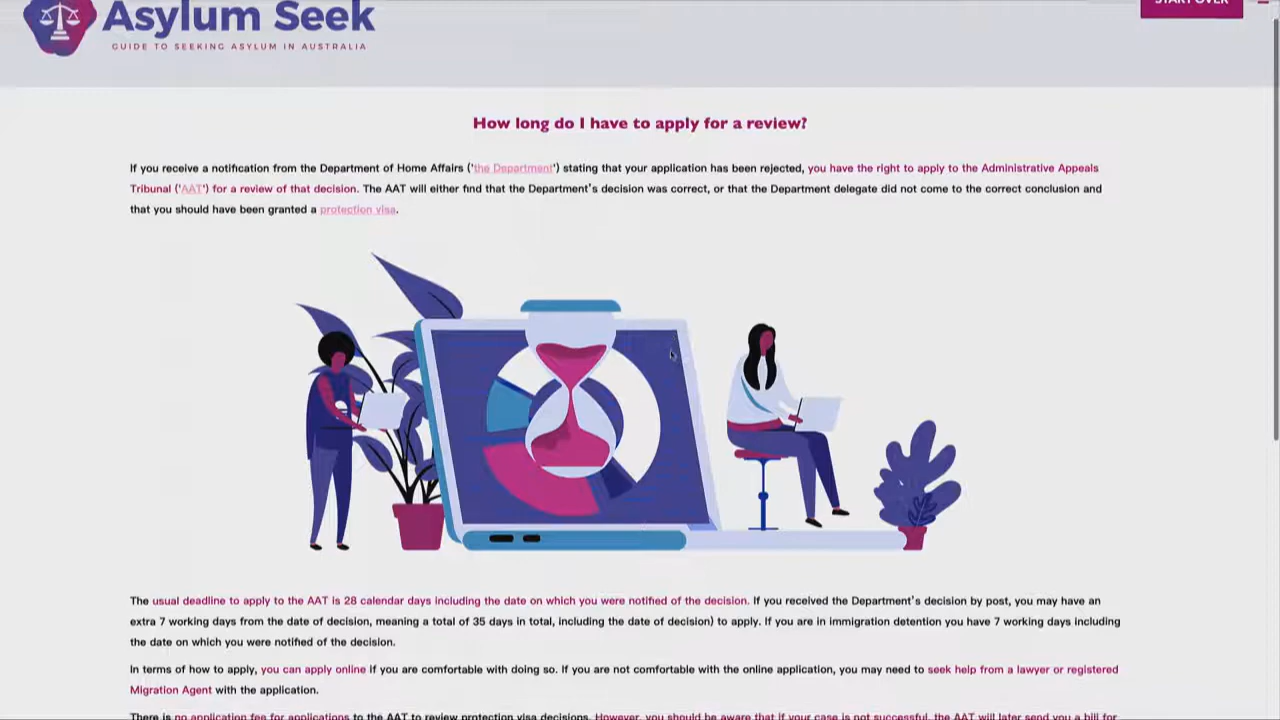 Asylum Seek
GUIDE TO SEEKING ASYLUM IN AUSTRALIA
START OVER
How long do I have to apply for a review?
If you receive a notification from the Department of Home Affairs ('the Department') stating that your application has been rejected, you have the right to apply to the Administrative Appeals
Tribunal ('AAT') for a review of that decision. The AAT will either find that the Department's decision was correct, or that the Department delegate did not come to the correct conclusion and
that you should have been granted a protection visa.
The usual deadline to apply to the AAT is 28 calendar days including the date on which you were notified of the decision. If you received the Department's decision by post, you may have an
extra 7 working days from the date of decision, meaning a total of 35 days in total, including the date of decision) to apply. If you are in immigration detention you have 7 working days including
the date on which you were notified of the decision.
In terms of how to apply, you can apply online if you are comfortable with doing so. If you are not comfortable with the online application, you may need to seek help from a lawyer or registered
Migration Agent with the application.
There is no application fee for applications to the AAT to review protection visa decisions. However, you should be aware that if your case is not successful, the AAT will later send you a bill for